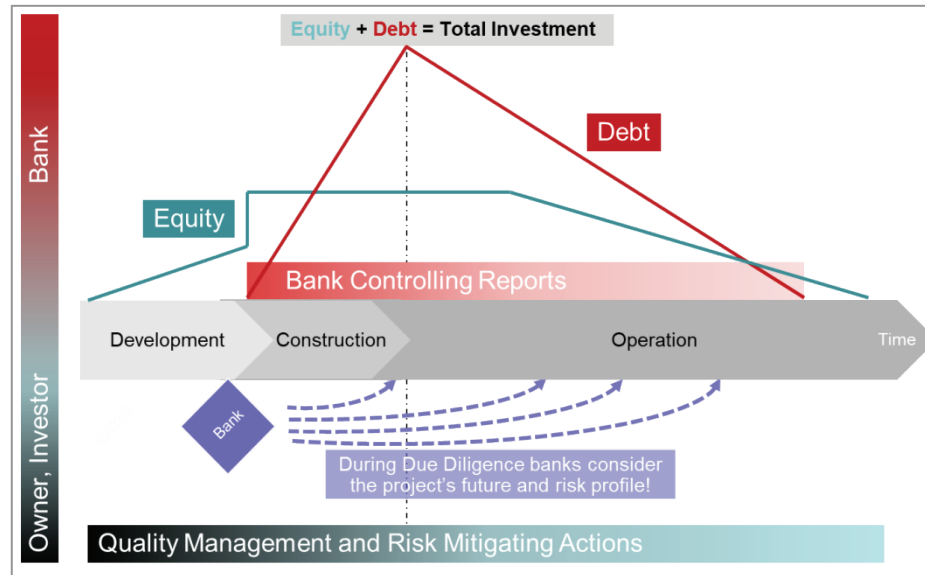 Equity + Debt = Total Investment
Bank
Debt
Equity
Bank Controlling Reports
Development
Construction
Operation
Time
Owner, Investor
Bank
During Due Diligence banks consider
the project's future and risk profile!
Quality Management and Risk Mitigating Actions